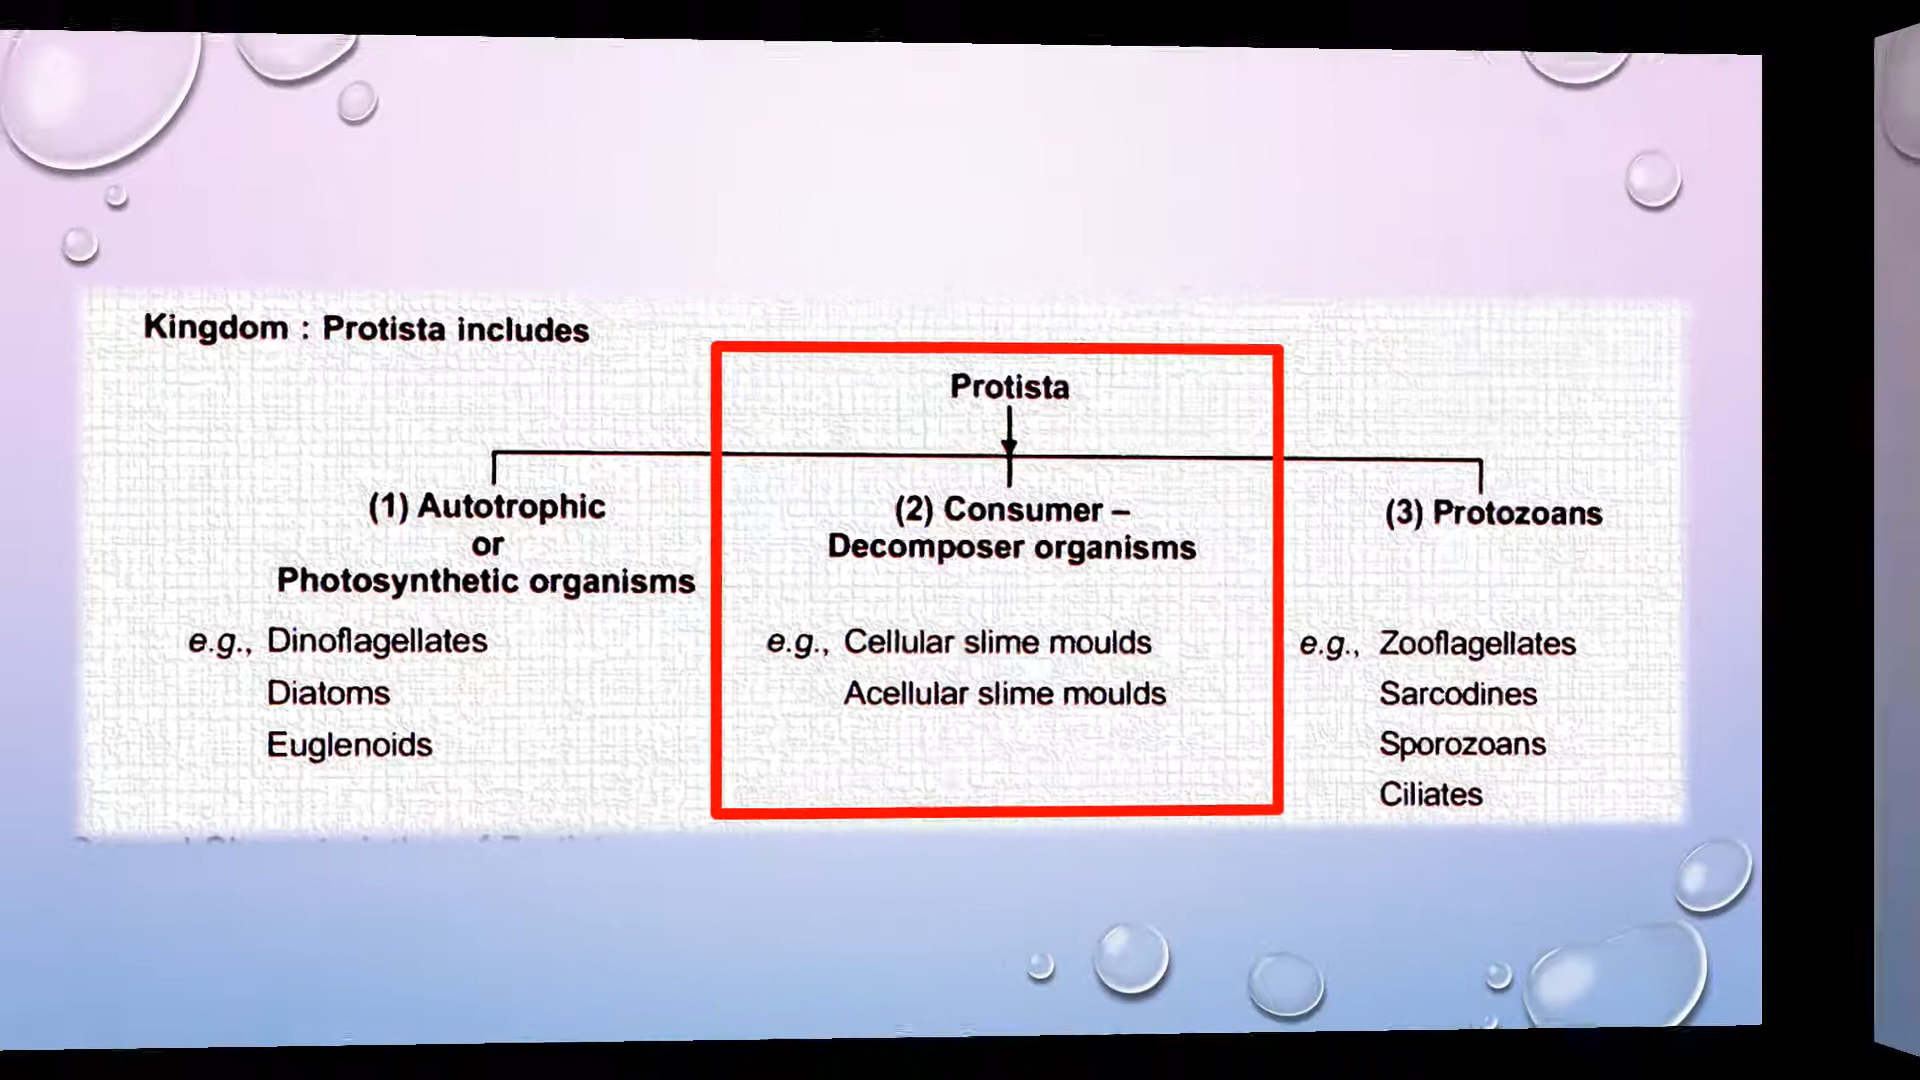 Kingdom : Protista includes
Protista
(1) Autotrophic
or
Photosynthetic organisms
e.g., Dinoflagellates
Diatoms
Euglenoids
(2) Consumer –
Decomposer organisms
e.g., Cellular slime moulds
Acellular slime moulds
(3) Protozoans
e.g., Zooflagellates
Sarcodines
Sporozoans
Ciliates